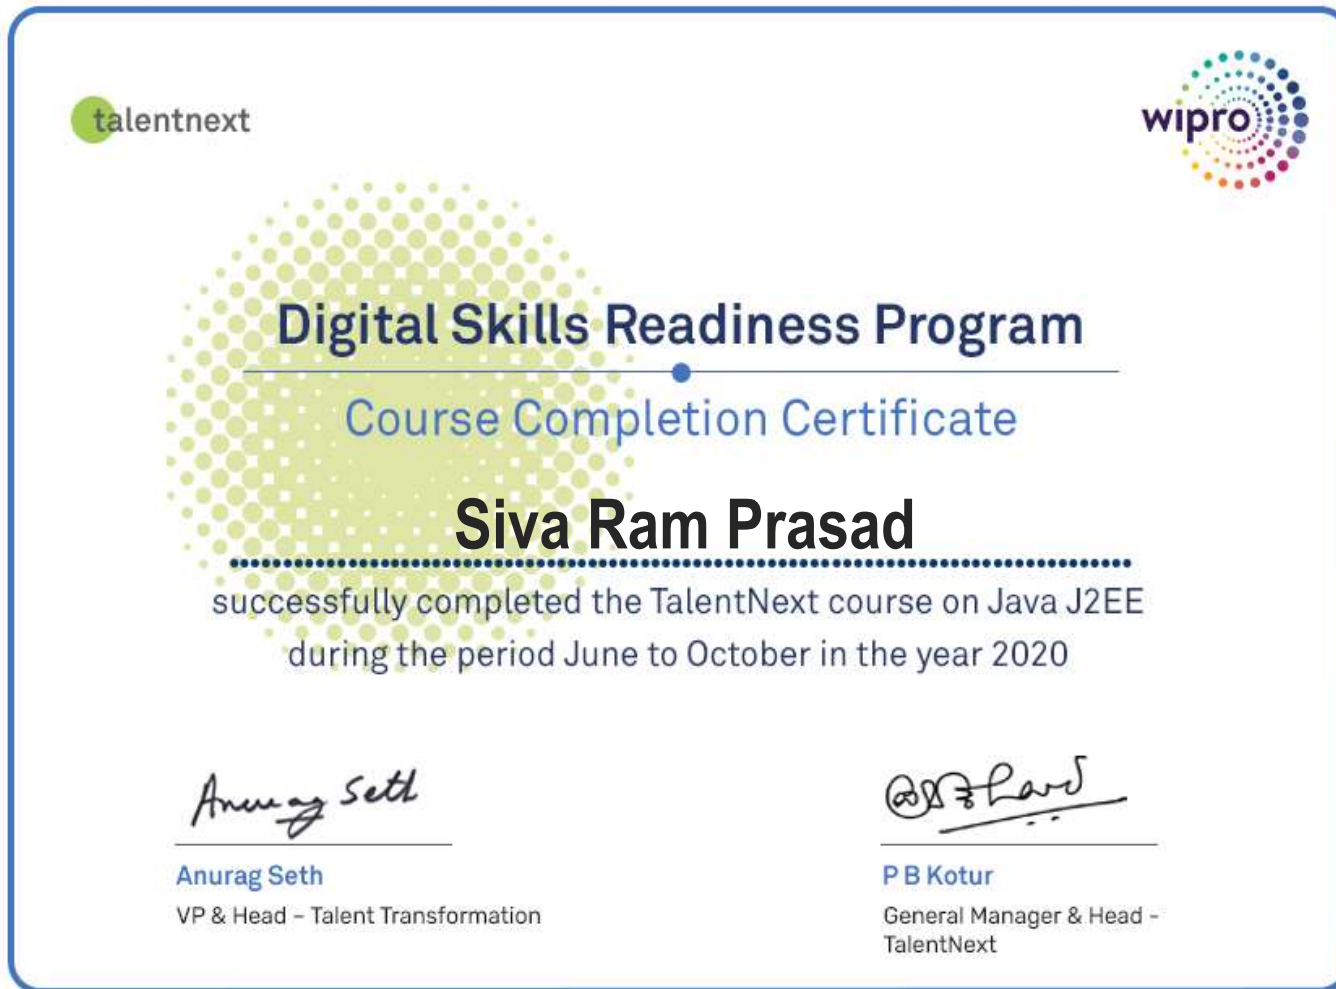 talentnext
wipro
Digital Skills Readiness Program
Course Completion Certificate
Siva Ram Prasad
successfully completed the TalentNext course on Java J2EE
during the period June to October in the year 2020
Anurag Seth
Anurag Seth
VP & Head – Talent Transformation
P B Kotur
General Manager & Head -
TalentNext